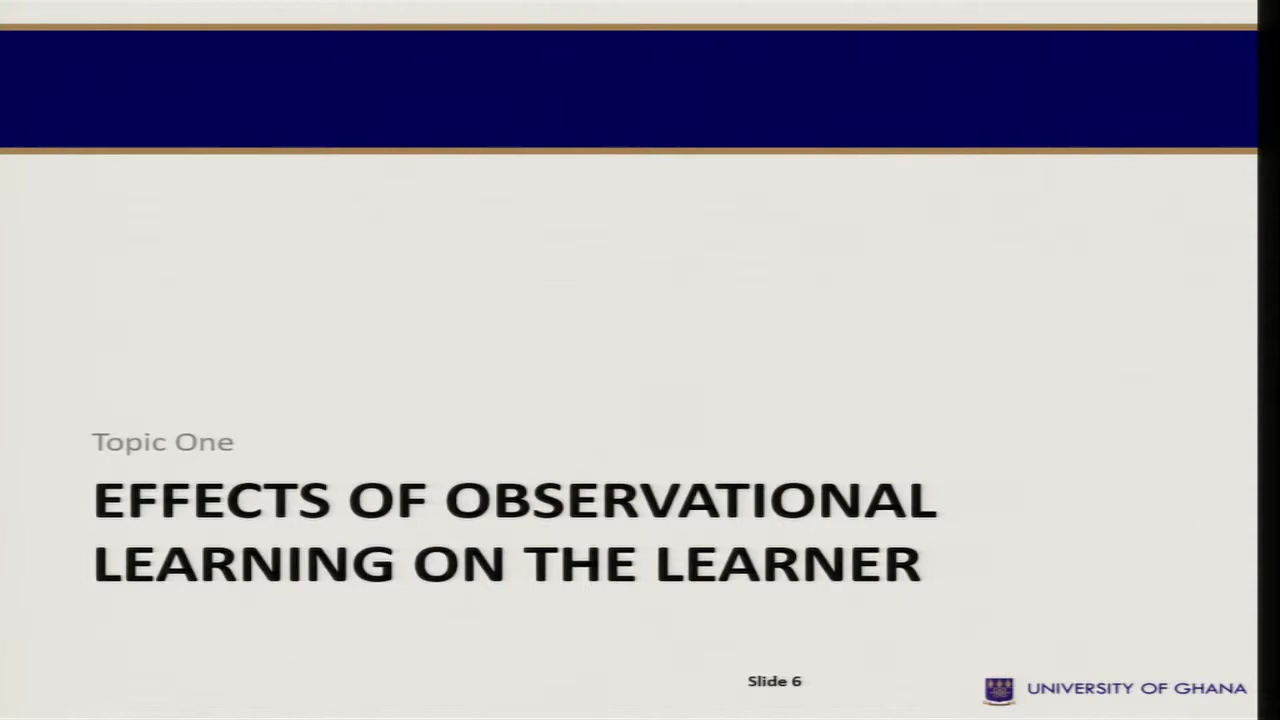 Topic One
EFFECTS OF OBSERVATIONAL
LEARNING ON THE LEARNER
Slide 6
UNIVERSITY OF GHANA